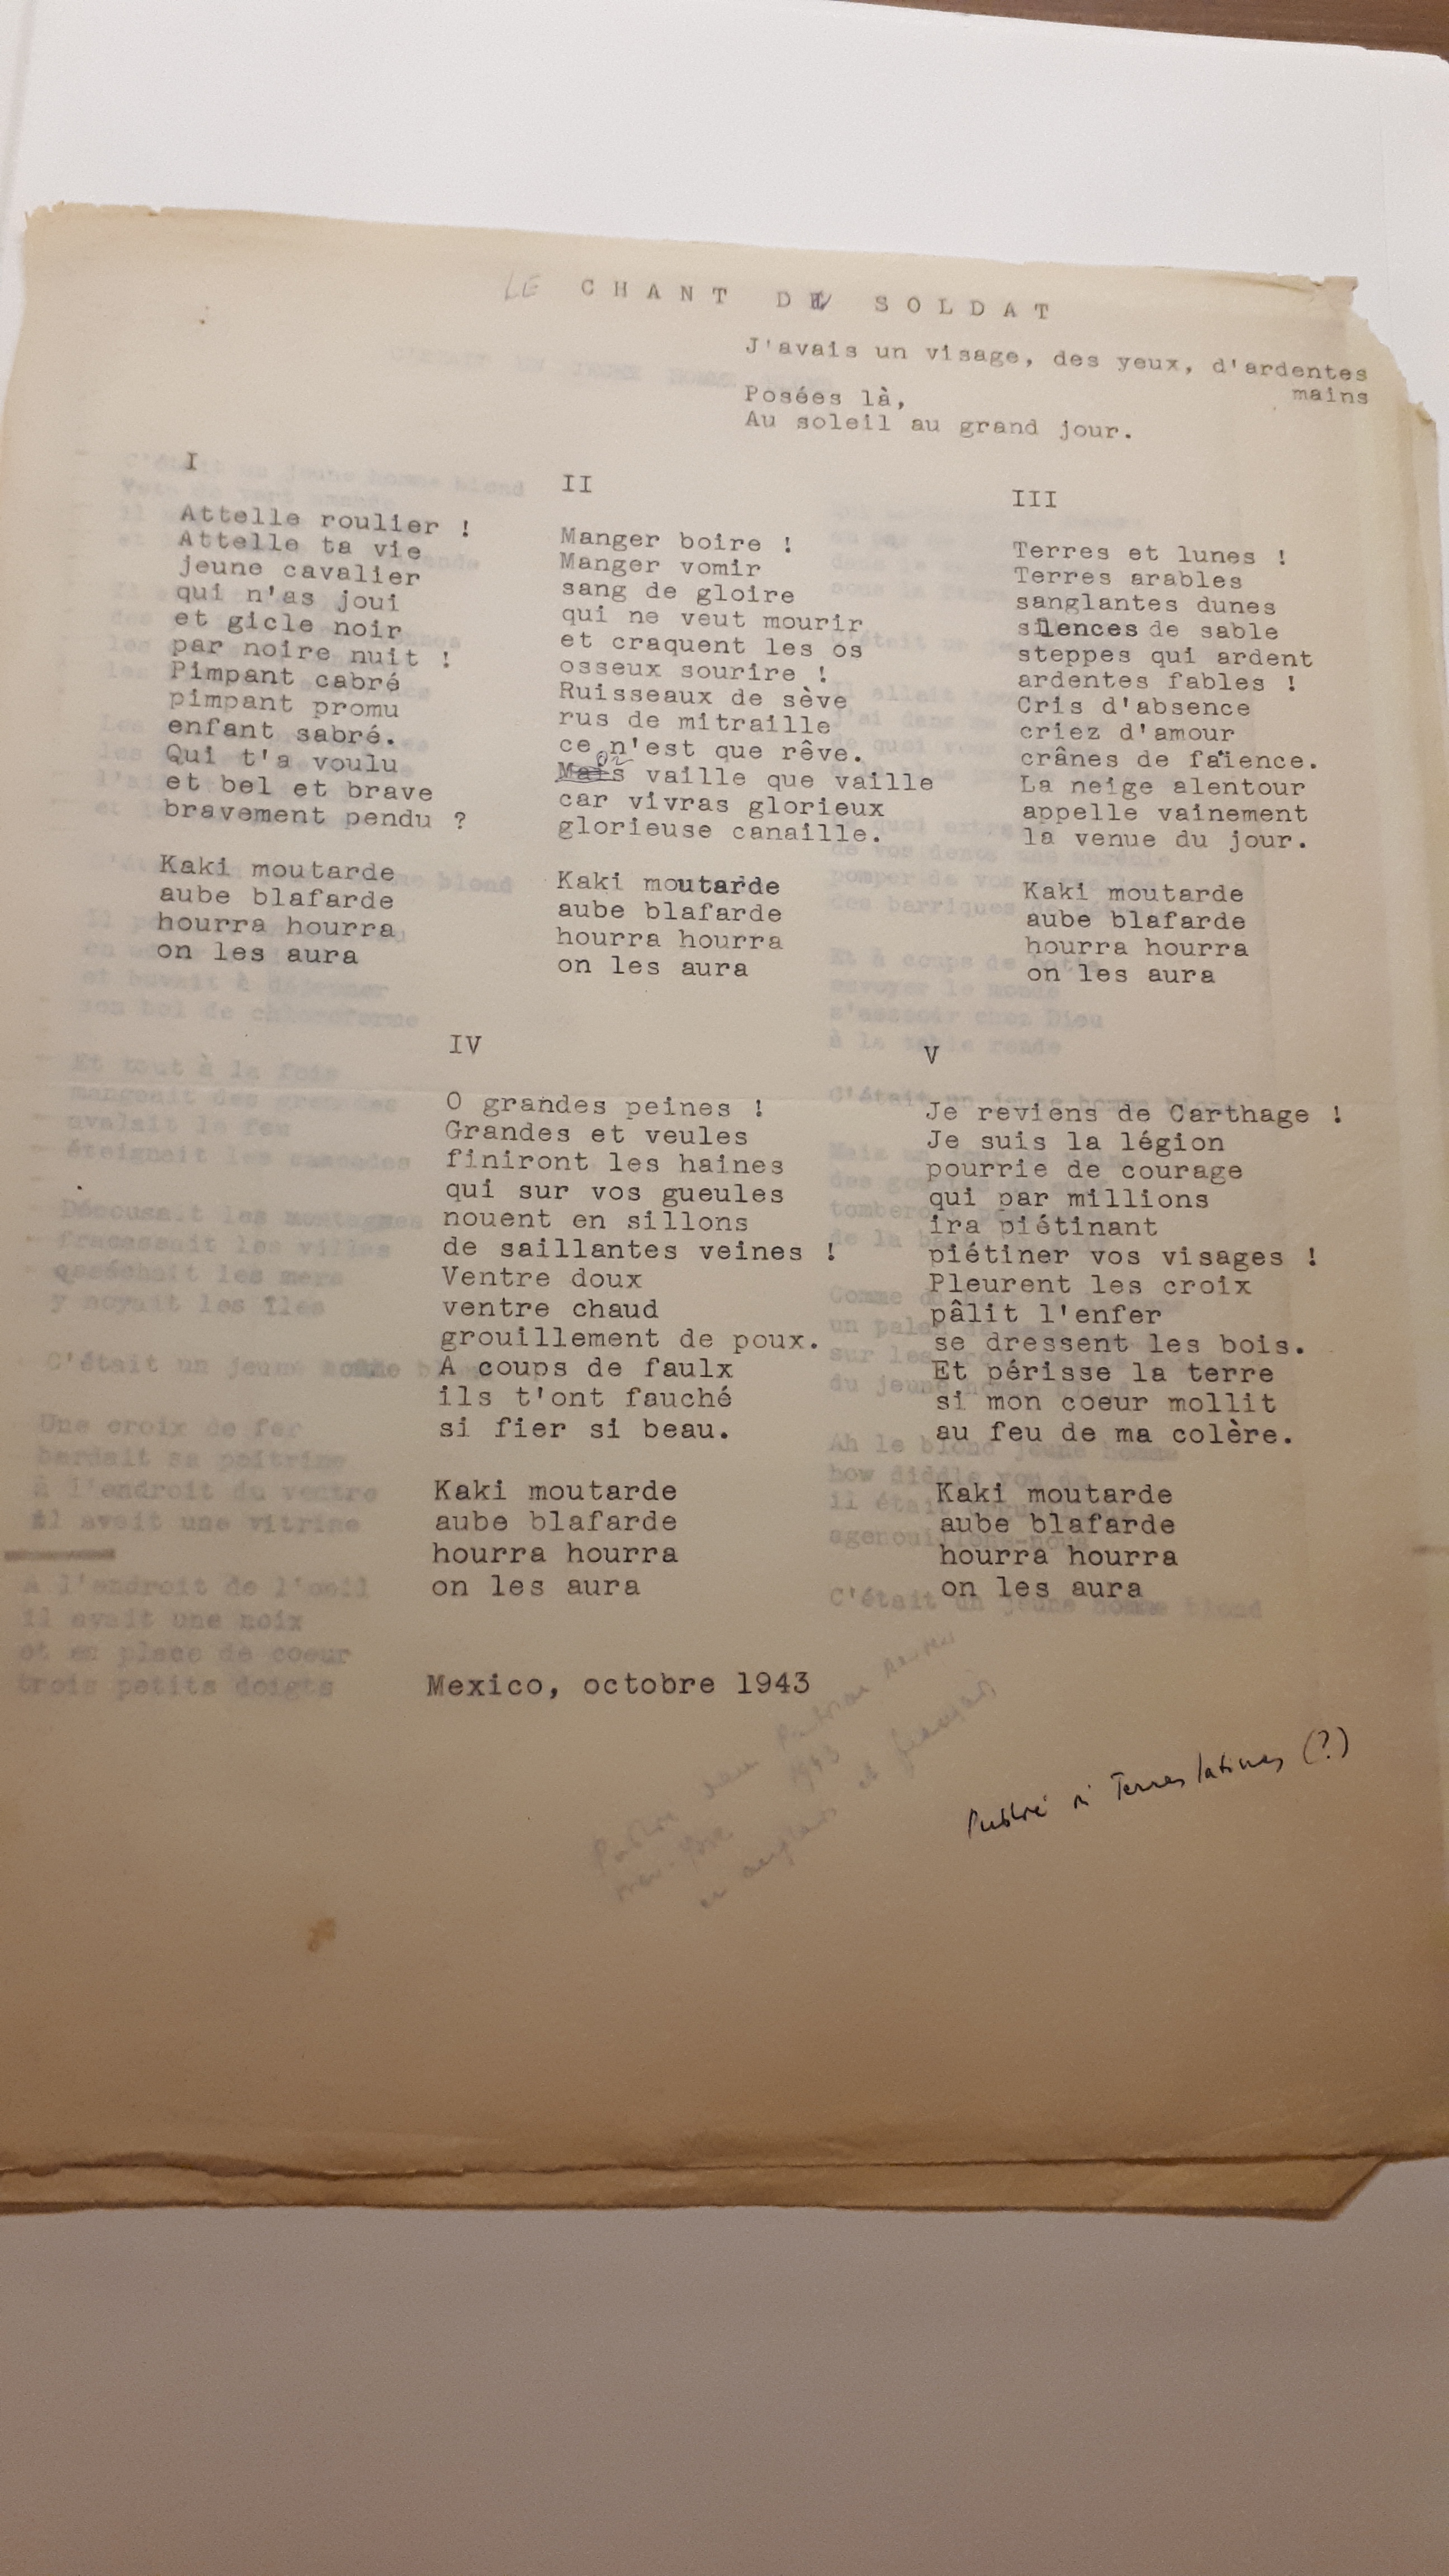 LE CHANT DU SOLDAT
J'avais un visage, des yeux, d'ardentes
mains
Posées là,
Au soleil au grand jour.
I
Attelle roulier !
Attelle ta vie
jeune cavalier
qui n'as joui
et gicle noir
par noire nuit !
Pimpant cabré
pimpant promu
enfant sabré.
Qui t'a voulu
et bel et brave
bravement pendu ?
Kaki moutarde
aube blafarde
hourra hourra
on les aura
II
Manger boire !
Manger vomir
sang de gloire
qui ne veut mourir
et craquent les os
osseux sourire !
Ruisseaux de sève
rus de mitraille
ce n'est que rêve.
or
Mais vaille que vaille
car vivras glorieux
glorieuse canaille.
Kaki moutarde
aube blafarde
hourra hourra
on les aura
III
Terres et lunes !
Terres arables
sanglantes dunes
silences de sable
steppes qui ardent
ardentes fables !
Cris d'absence
criez d'amour
crânes de faïence.
La neige alentour
appelle vainement
la venue du jour.
Kaki moutarde
aube blafarde
hourra hourra
on les aura
IV
O grandes peines !
Grandes et veules
finiront les haines
qui sur vos gueules
nouent en sillons
de saillantes veines !
Ventre doux
ventre chaud
grouillement de poux.
A coups de faulx
ils t'ont fauché
si fier si beau.
Kaki moutarde
aube blafarde
hourra hourra
on les aura
V
Je reviens de Carthage !
Je suis la légion
pourrie de courage
qui par millions
ira piétinant
piétiner vos visages !
Pleurent les croix
pâlit l'enfer
se dressent les bois.
Et périsse la terre
si mon coeur mollit
au feu de ma colère.
Kaki moutarde
aube blafarde
hourra hourra
on les aura
Mexico, octobre 1943
Publié dans
New-York 1943
en anglais et français
Publié in Terres latines (?)